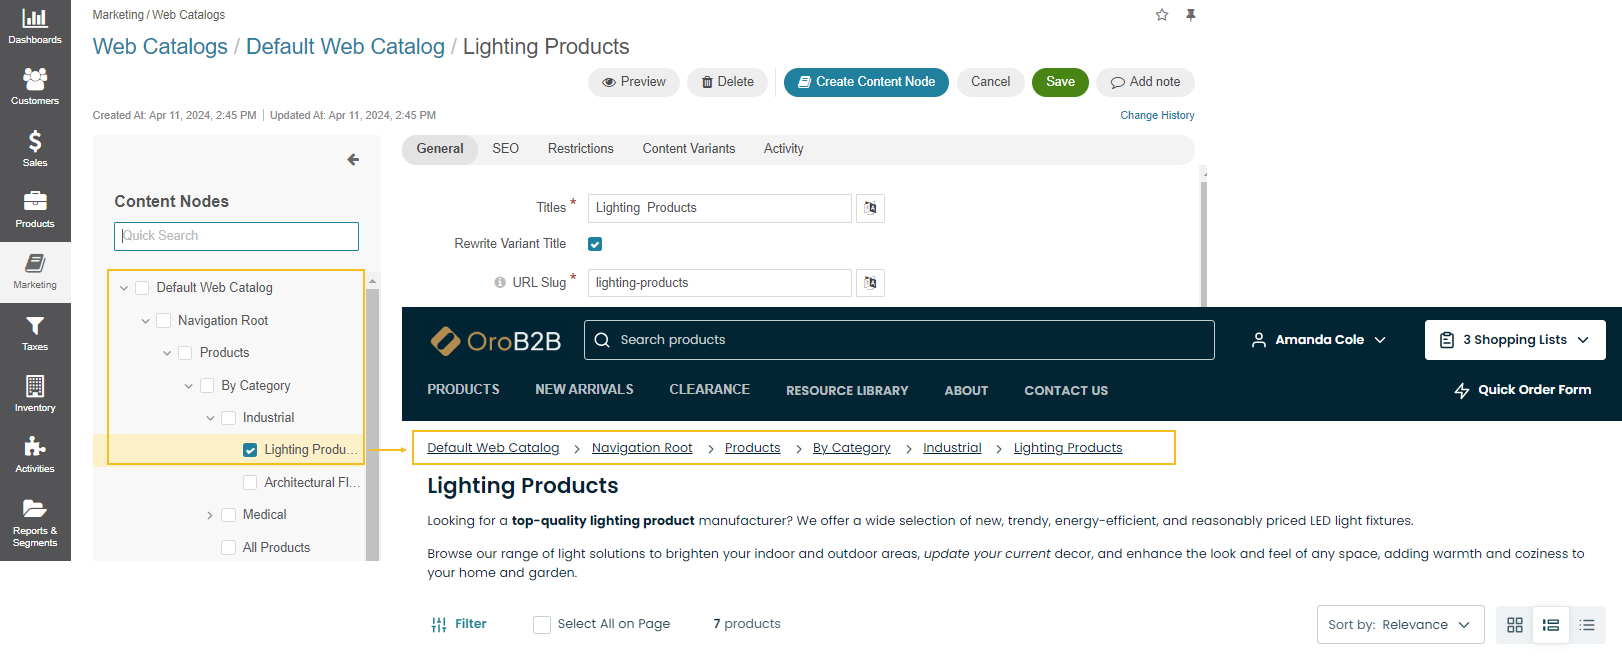 Dashboards
Customers
Sales
Products
Marketing
Taxes
Inventory
Activities
Reports &
Segments
Marketing / Web Catalogs
Web Catalogs / Default Web Catalog / Lighting Products
Preview
Delete
Create Content Node
Cancel
Save
Add note
Created At: Apr 11, 2024, 2:45 PM | Updated At: Apr 11, 2024, 2:45 PM
Change History
Content Nodes
Quick Search
Default Web Catalog
Navigation Root
Products
By Category
Industrial
Lighting Produ...
Architectural Fl...
Medical
All Products
General SEO Restrictions Content Variants Activity
Titles * Lighting Products
Rewrite Variant Title
URL Slug * lighting-products
OroB2B
Search products
Amanda Cole
3 Shopping Lists
PRODUCTS NEW ARRIVALS CLEARANCE RESOURCE LIBRARY ABOUT CONTACT US
Quick Order Form
Default Web Catalog > Navigation Root > Products > By Category > Industrial > Lighting Products
Lighting Products
Looking for a top-quality lighting product manufacturer? We offer a wide selection of new, trendy, energy-efficient, and reasonably priced LED light fixtures.
Browse our range of light solutions to brighten your indoor and outdoor areas, update your current decor, and enhance the look and feel of any space, adding warmth and coziness to
your home and garden.
Filter
Select All on Page
7 products
Sort by: Relevance